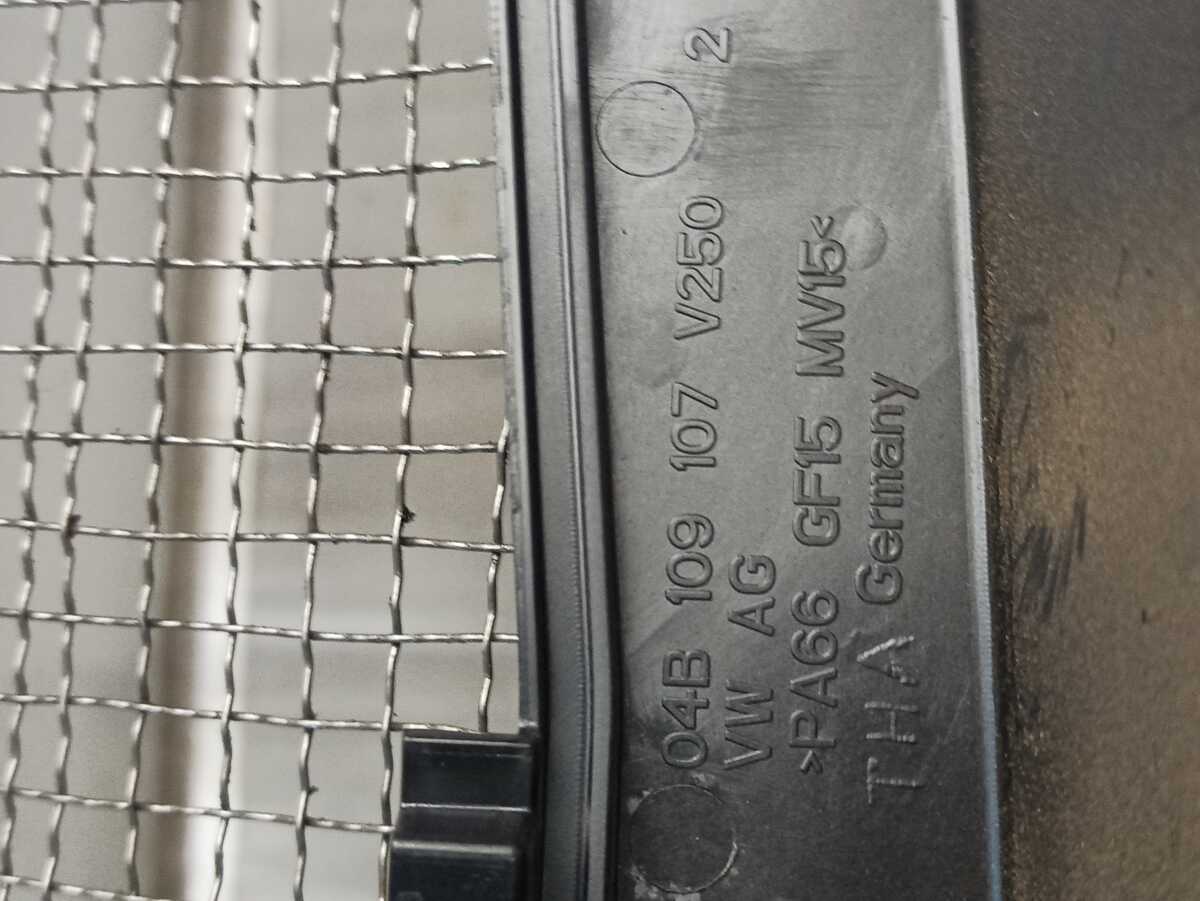 04B 109 107 V250 2
VW AG
>PA66 GF15 MV15<
THA Germany